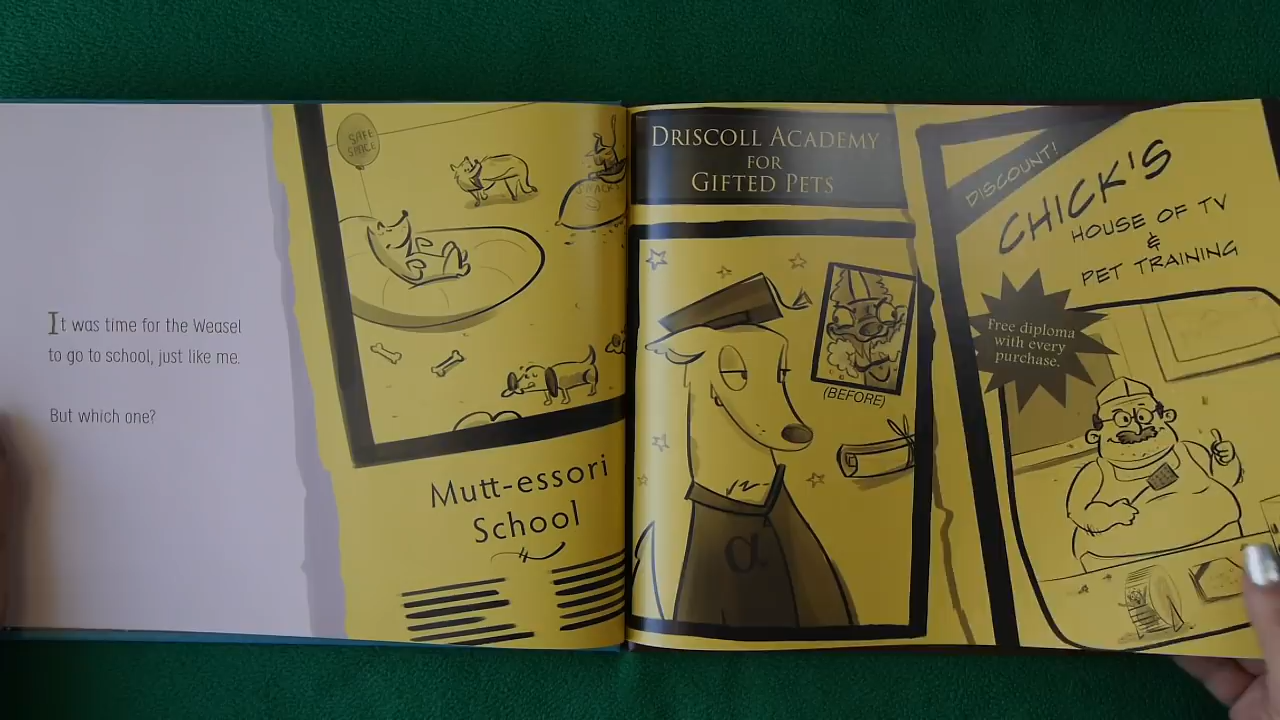 It was time for the Weasel
to go to school, just like me.
But which one?
SAFE
SPACE
SNACKS
Mutt-essori
School
DRISCOLL ACADEMY
FOR
GIFTED PETS
(BEFORE)
α
DISCOUNT!
CHICK'S
HOUSE OF TV
&
PET TRAINING
Free diploma
with every
purchase.